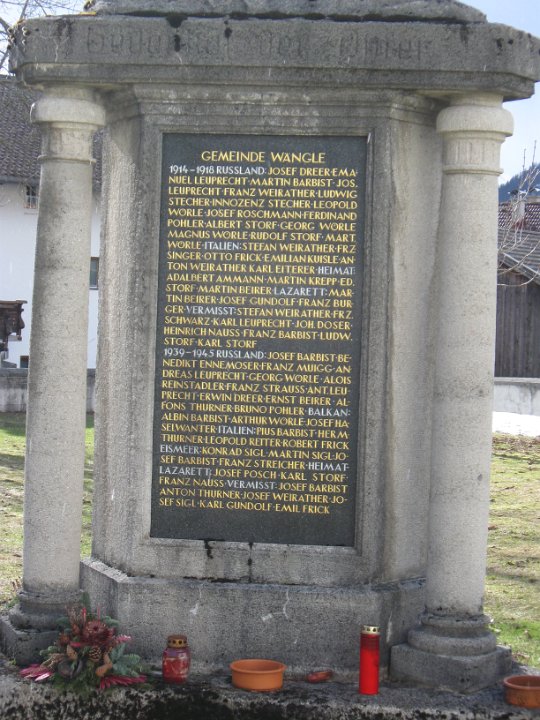 GEMEINDE WÄNGLE
1914-1918 RUSSLAND: JOSEF DREER·EMA-
NUEL LEUPRECHT·MARTIN BARBIST·JOS.
LEUPRECHT·FRANZ WEIRATHER·LUDWIG
STECHER·INNOZENZ STECHER·LEOPOLD
WÖRLE·JOSEF ROSCHMANN·FERDINAND
POHLER·ALBERT STORF·GEORG WÖRLE
MAGNUS WÖRLE·RUDOLF STORF·MART.
WÖRLE·ITALIEN:STEFAN WEIRATHER·FRZ
SINGER·OTTO FRICK·EMILIAN KUISLE·AN-
TON WEIRATHER KARL EITERER·HEIMAT:
ADALBERT AMMANN·MARTIN KREPP·ED.
STORF·MARTIN BEIRER·LAZARETT: MAR-
TIN BEIRER·JOSEF GUNDOLF·FRANZ BUR-
GER·VERMISST:STEFAN WEIRATHER·FRZ.
SCHWARZ·KARL LEUPRECHT·JOH.DOSER·
HEINRICH NAUSS·FRANZ BARBIST·LUDW.
STORF·KARL STORF
1939-1945 RUSSLAND: JOSEF BARBIST·BE-
NEDIKT ENNEMOSER·FRANZ MUIGG·AN-
DREAS LEUPRECHT·GEORG WÖRLE·ALOIS
REINSTADLER·FRANZ STRAUSS·ANT.LEU-
PRECHT·ERWIN DREER·ERNST BEIRER·AL-
FONS THURNER·BRUNO POHLER·BALKAN:
ALBIN BARBIST·ARTHUR WÖRLE·JOSEF HA-
SELWANTER·ITALIEN:PIUS BARBIST·HERM.
THURNER·LEOPOLD REITER·ROBERT FRICK
EISMEER:KONRAD SIGL·MARTIN SIGL·JO-
SEF BARBIST·FRANZ STREICHER·HEIMAT-
LAZARETT: JOSEF POSCH·KARL STORF
FRANZ NAUSS·VERMISST:JOSEF BARBIST
ANTON THURNER·JOSEF WEIRATHER·JO-
SEF SIGL·KARL GUNDOLF·EMIL FRICK